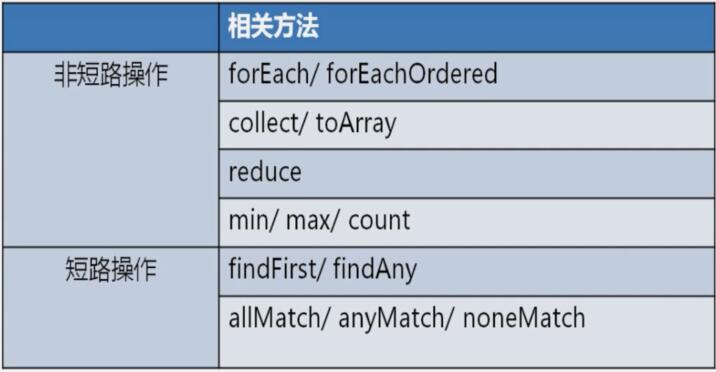 相关方法
非短路操作
forEach/ forEachOrdered
collect/ toArray
reduce
min/ max/ count
短路操作
findFirst/ findAny
allMatch/ anyMatch/ noneMatch